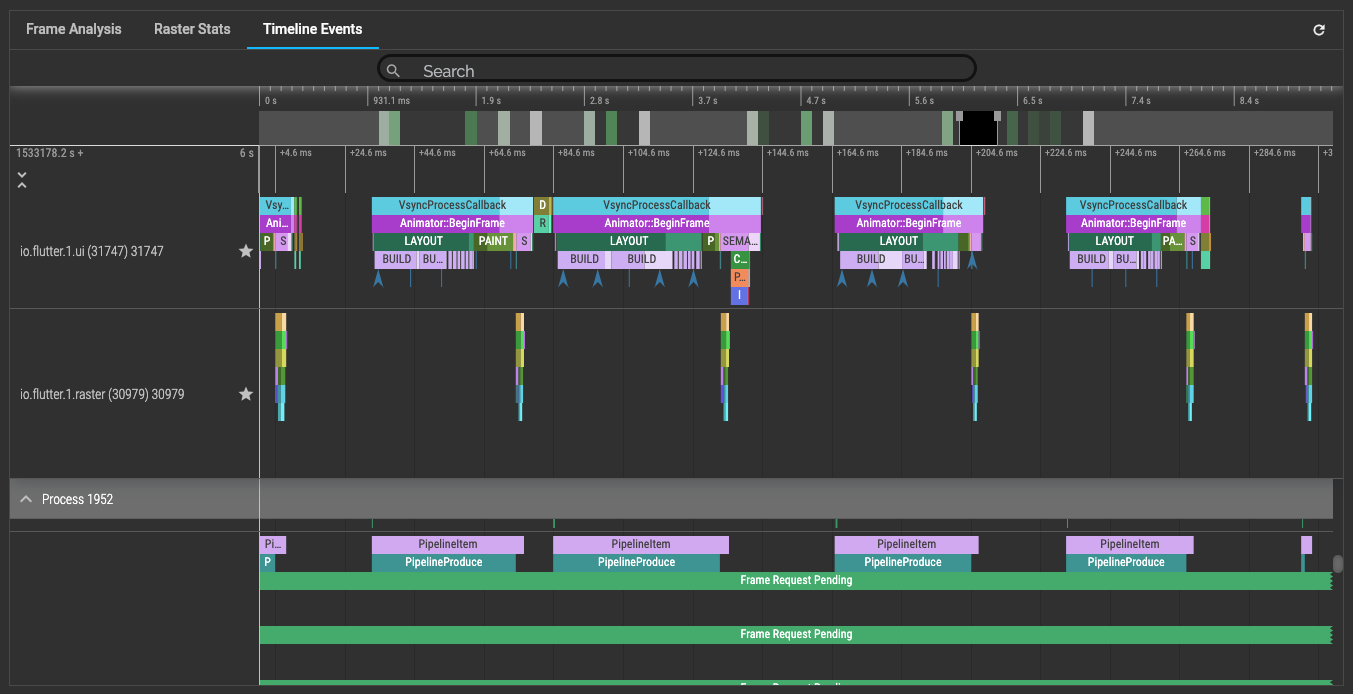 Frame Analysis Raster Stats Timeline Events
Search
0 s 931.1 ms 1.9 s 2.8 s 3.7 s 4.7 s 5.6 s 6.5 s 7.4 s 8.4 s
1533178.2 s + 6 s +4.6 ms +24.6 ms +44.6 ms +64.6 ms +84.6 ms +104.6 ms +124.6 ms +144.6 ms +164.6 ms +184.6 ms +204.6 ms +224.6 ms +244.6 ms +264.6 ms +284.6 ms +3
Vsy... VsyncProcessCallback D VsyncProcessCallback VsyncProcessCallback VsyncProcessCallback
Ani... Animator::BeginFrame R Animator::BeginFrame Animator::BeginFrame Animator::BeginFrame
P S LAYOUT PAINT S LAYOUT P SEMA... LAYOUT LAYOUT PA... S
io.flutter.1.ui (31747) 31747
BUILD BU... BUILD BUILD C... BUILD BU... BUILD BU...
P...
I
io.flutter.1.raster (30979) 30979
Process 1952
Pi... PipelineItem PipelineItem PipelineItem PipelineItem
P PipelineProduce PipelineProduce PipelineProduce PipelineProduce
Frame Request Pending
Frame Request Pending
Frame Request Pending